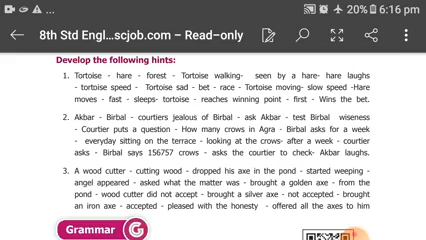 20% 6:16 pm
8th Std Engl...scjob.com – Read–only
Develop the following hints:
1. Tortoise - hare - forest - Tortoise walking- seen by a hare- hare laughs
- tortoise speed - Tortoise sad - bet - race - Tortoise moving- slow speed -Hare
moves - fast - sleeps- tortoise - reaches winning point - first - Wins the bet.
2. Akbar - Birbal - courtiers jealous of Birbal - ask Akbar - test Birbal wiseness
- Courtier puts a question - How many crows in Agra - Birbal asks for a week
- everyday sitting on the terrace - looking at the crows- after a week - courtier
asks - Birbal says 156757 crows - asks the courtier to check- Akbar laughs.
3. A wood cutter - cutting wood - dropped his axe in the pond - started weeping -
angel appeared - asked what the matter was - brought a golden axe - from the
pond - wood cutter did not accept - brought a silver axe - not accepted - brought
an iron axe - accepted - pleased with the honesty - offered all the axes to him
Grammar G